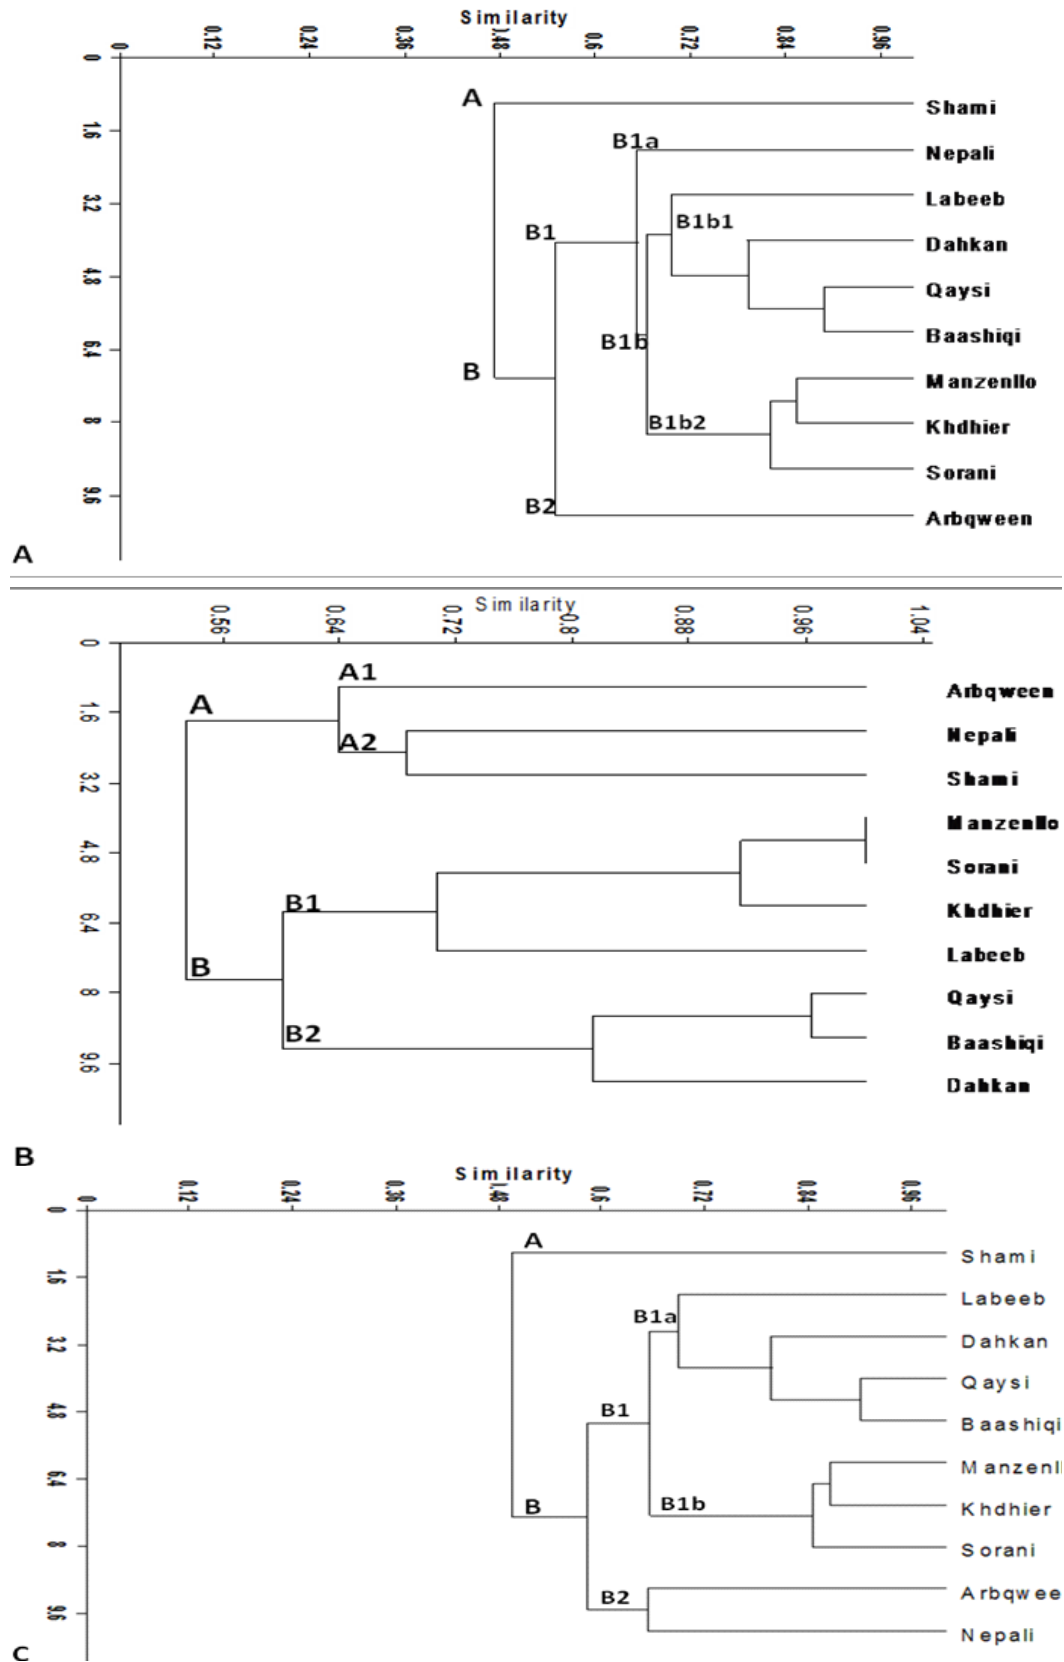 Similarity
0 0.12 0.24 0.36 0.48 0.6 0.72 0.84 0.96
0
1.6
3.2
4.8
6.4
8
9.6
A
Shami
B1a
Nepali
Labeeb
B1b1
B1
Dahkan
Qaysi
B1b
Baashiqi
B
Manzenllo
B1b2
Khdhier
Sorani
B2
Arbqween
A
Similarity
0.56 0.64 0.72 0.8 0.88 0.96 1.04
0
1.6
3.2
4.8
6.4
8
9.6
A1
Arbqween
A
Nepali
A2
Shami
Manzenllo
Sorani
B1
Khdhier
Labeeb
B
Qaysi
B2
Baashiqi
Dahkan
B
Similarity
0 0.12 0.24 0.36 0.48 0.6 0.72 0.84 0.96
0
1.6
3.2
4.8
6.4
8
9.6
A
Shami
Labeeb
B1a
Dahkan
Qaysi
B1
Baashiqi
Manzenll
B
B1b
Khdhier
Sorani
B2
Arbqwee
Nepali
C